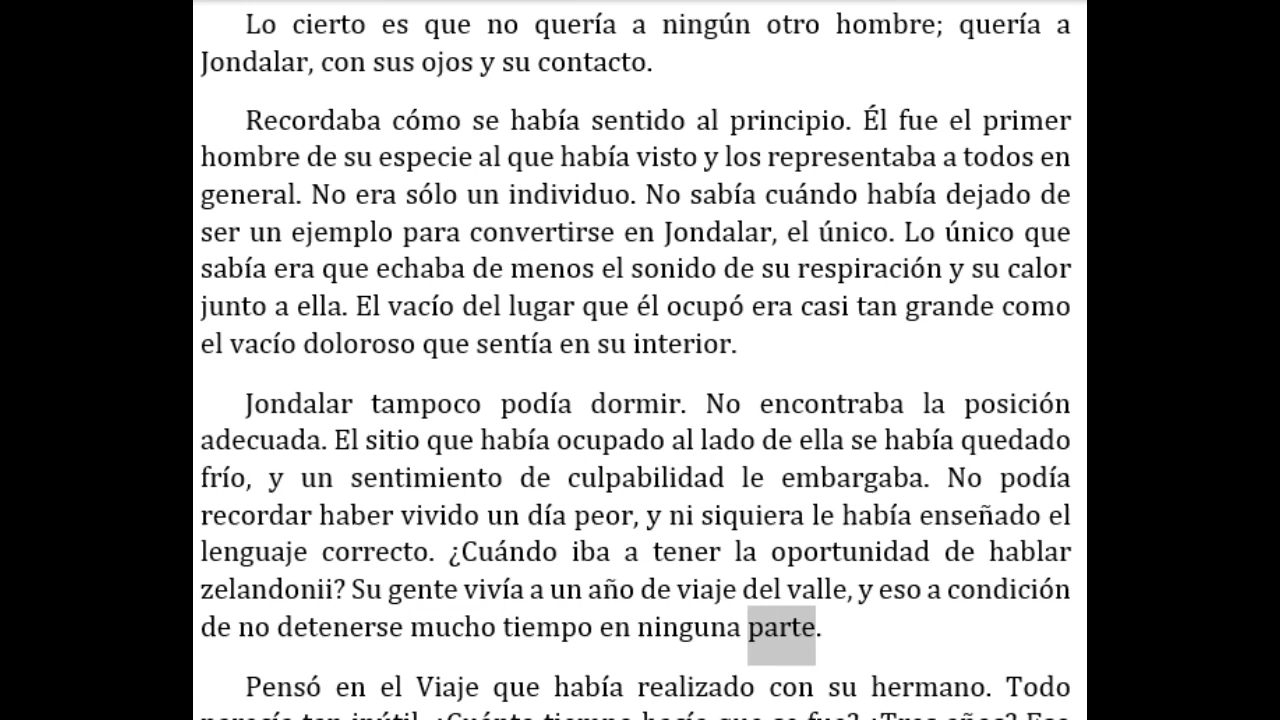 Lo cierto es que no quería a ningún otro hombre; quería a
Jondalar, con sus ojos y su contacto.
Recordaba cómo se había sentido al principio. Él fue el primer
hombre de su especie al que había visto y los representaba a todos en
general. No era sólo un individuo. No sabía cuándo había dejado de
ser un ejemplo para convertirse en Jondalar, el único. Lo único que
sabía era que echaba de menos el sonido de su respiración y su calor
junto a ella. El vacío del lugar que él ocupó era casi tan grande como
el vacío doloroso que sentía en su interior.
Jondalar tampoco podía dormir. No encontraba la posición
adecuada. El sitio que había ocupado al lado de ella se había quedado
frío, y un sentimiento de culpabilidad le embargaba. No podía
recordar haber vivido un día peor, y ni siquiera le había enseñado el
lenguaje correcto. ¿Cuándo iba a tener la oportunidad de hablar
zelandonii? Su gente vivía a un año de viaje del valle, y eso a condición
de no detenerse mucho tiempo en ninguna parte.
Pensó en el Viaje que había realizado con su hermano. Todo